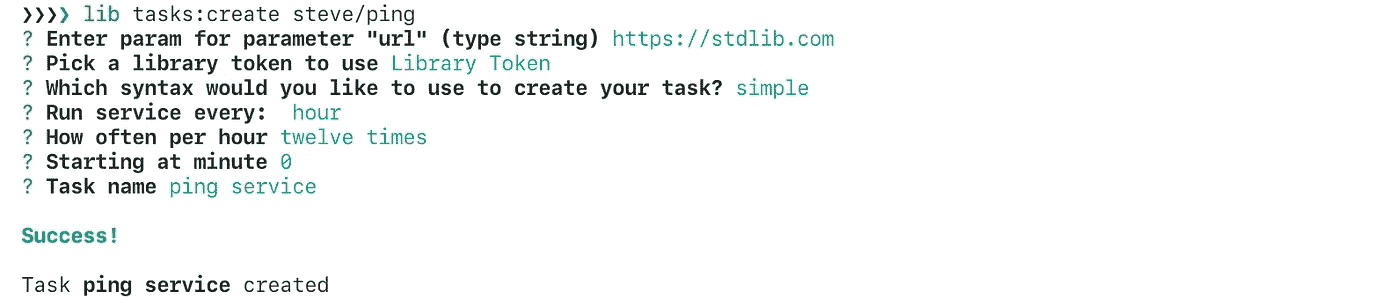 ❯❯❯❯ lib tasks:create steve/ping
? Enter param for parameter "url" (type string) https://stdlib.com
? Pick a library token to use Library Token
? Which syntax would you like to use to create your task? simple
? Run service every:  hour
? How often per hour twelve times
? Starting at minute 0
? Task name ping service
Success!
Task ping service created